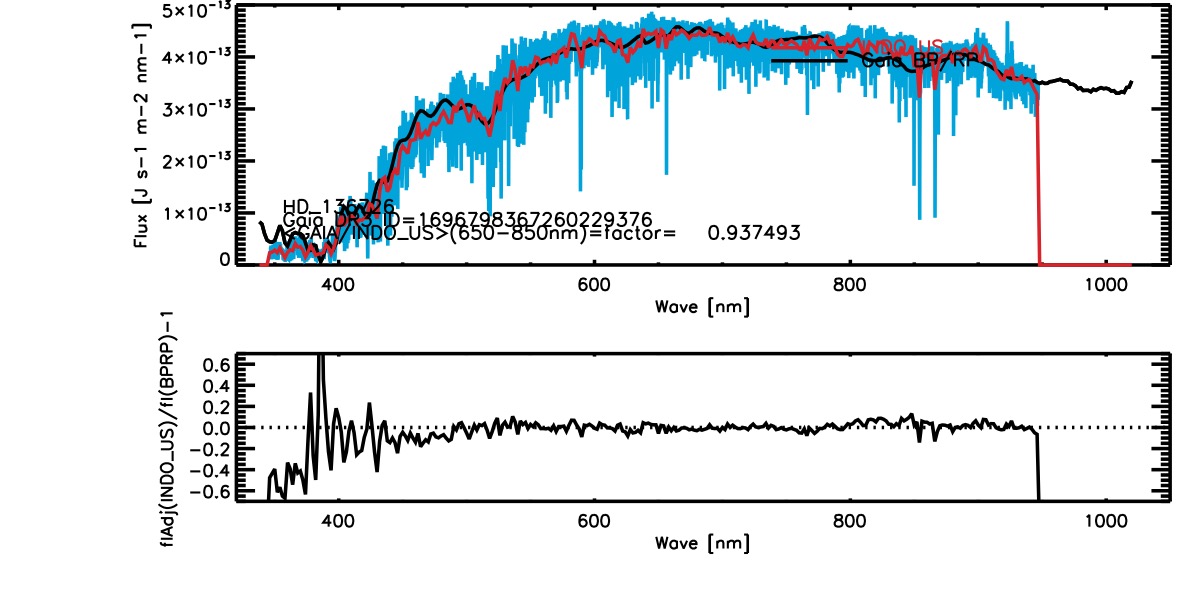 5×10−13
4×10−13
3×10−13
2×10−13
1×10−13
0
Flux [J s−1 m−2 nm−1]
INDO_US
Gaia BP/RP
HD_136726
Gaia DR3 ID=1696798367260229376
<GAIA/INDO_US>(650−850nm)=factor= 0.937493
400 600 800 1000
Wave [nm]
flAdj(INDO_US)/fl(BPRP)−1
0.6
0.4
0.2
0.0
−0.2
−0.4
−0.6
400 600 800 1000
Wave [nm]